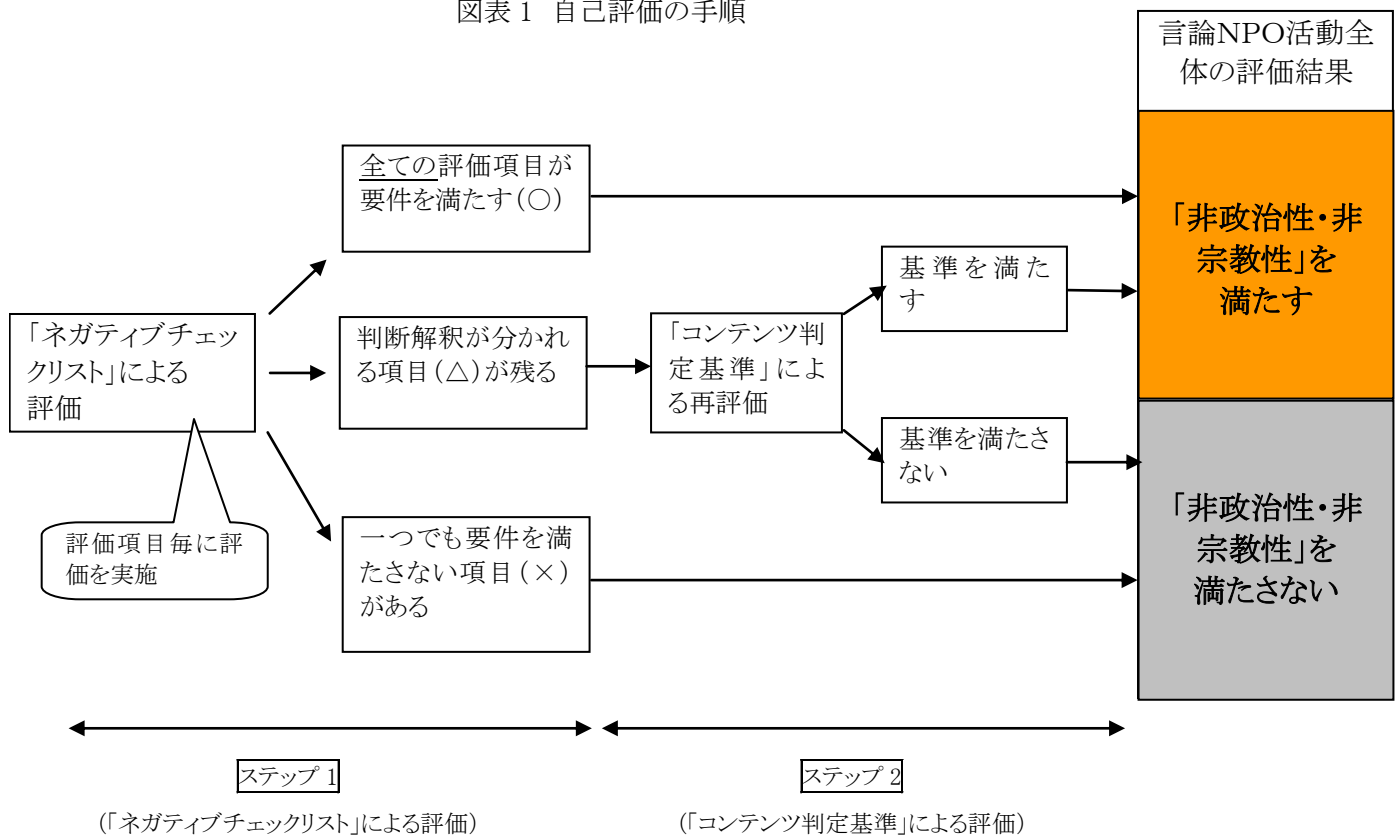 図表 1 自己評価の手順
言論NPO活動全
体の評価結果
全ての評価項目が
要件を満たす(○)
「非政治性・非
宗教性」を
満たす
基準を満た
す
「ネガティブチェッ
クリスト」による
評価
判断解釈が分かれ
る項目(△)が残る
「コンテンツ判
定基準」によ
る再評価
基準を満たさ
ない
評価項目毎に評
価を実施
一つでも要件を満
たさない項目(×)
がある
「非政治性・非
宗教性」を
満たさない
ステップ 1
ステップ 2
(「ネガティブチェックリスト」による評価)
(「コンテンツ判定基準」による評価)